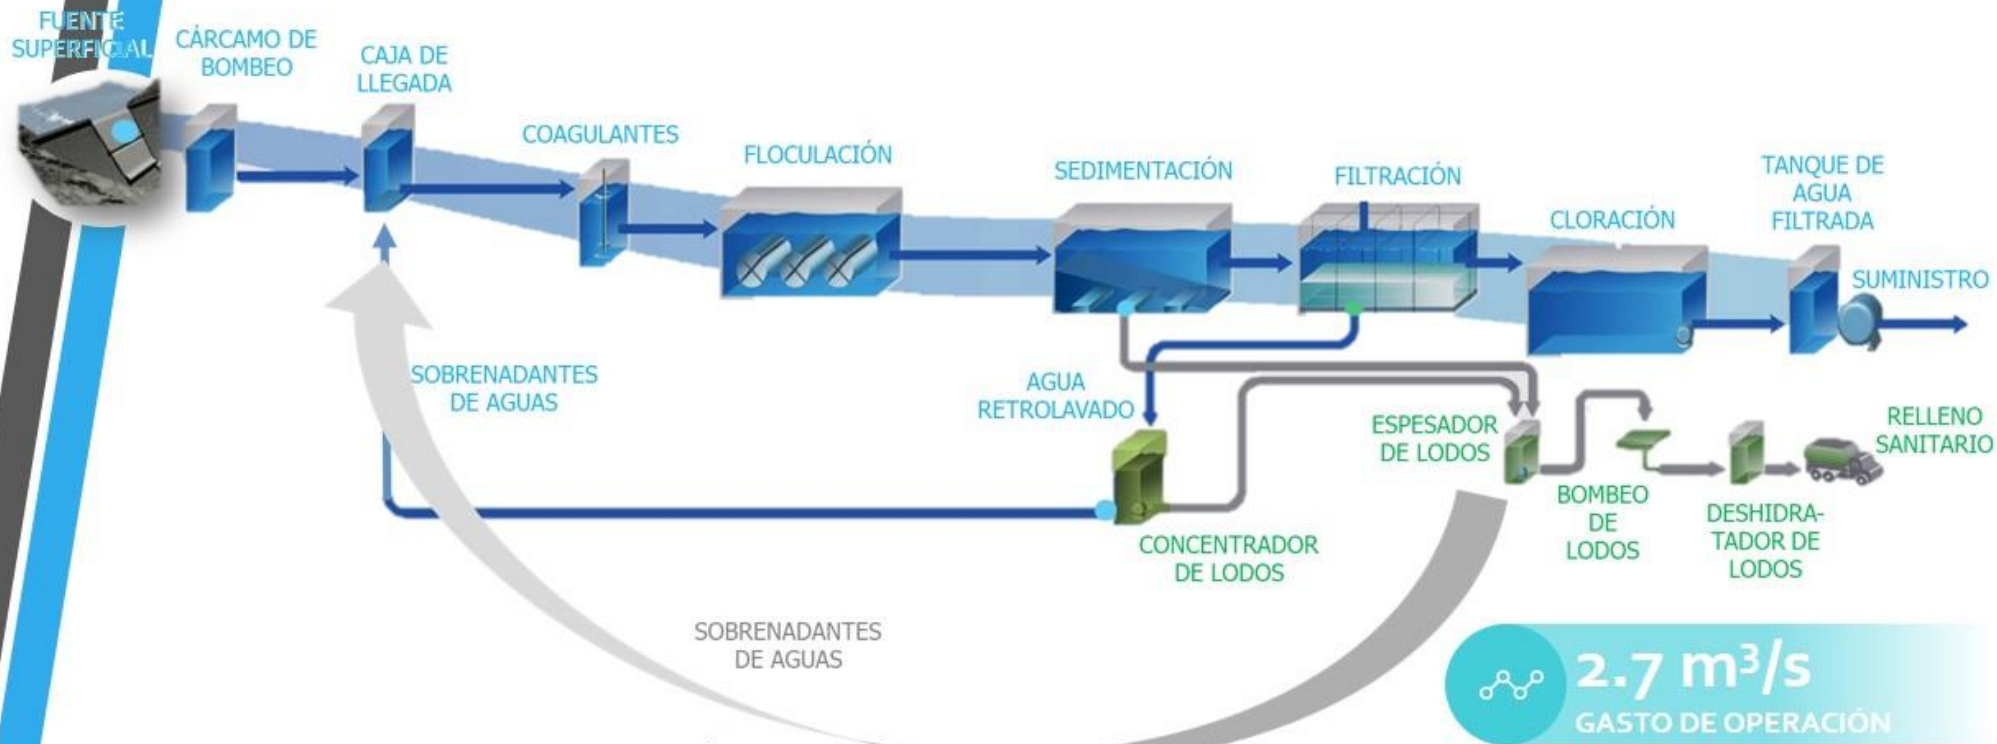 FUENTE
SUPERFICIAL
CÁRCAMO DE
BOMBEO
CAJA DE
LLEGADA
COAGULANTES
FLOCULACIÓN
SEDIMENTACIÓN
FILTRACIÓN
CLORACIÓN
TANQUE DE
AGUA
FILTRADA
SUMINISTRO
SOBRENADANTES
DE AGUAS
AGUA
RETROLAVADO
ESPESADOR
DE LODOS
RELLENO
SANITARIO
BOMBEO
DE
LODOS
DESHIDRA-
TADOR DE
LODOS
CONCENTRADOR
DE LODOS
SOBRENADANTES
DE AGUAS
2.7 m³/s
GASTO DE OPERACIÓN